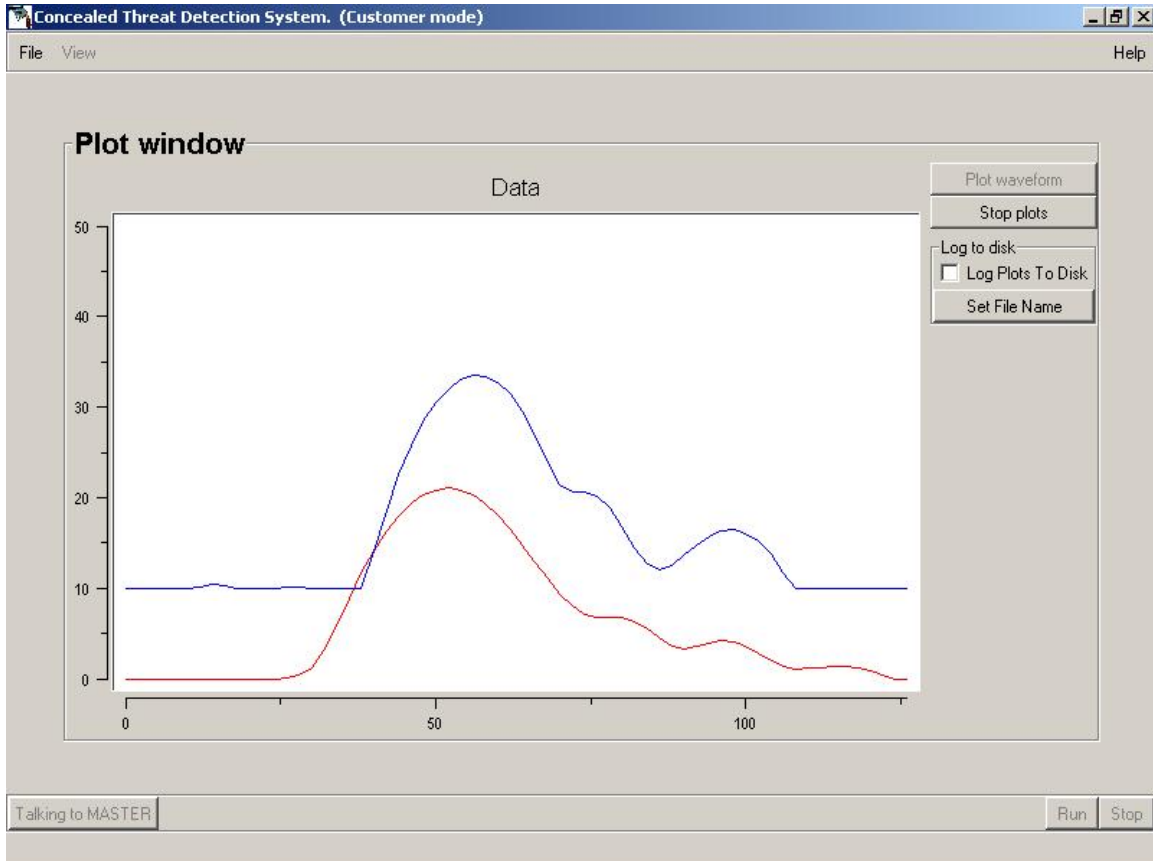 Concealed Threat Detection System. (Customer mode)
File View Help
Plot window
Data
Plot waveform
Stop plots
Log to disk
Log Plots To Disk
Set File Name
50
40
30
20
10
0
0 50 100
Talking to MASTER Run Stop